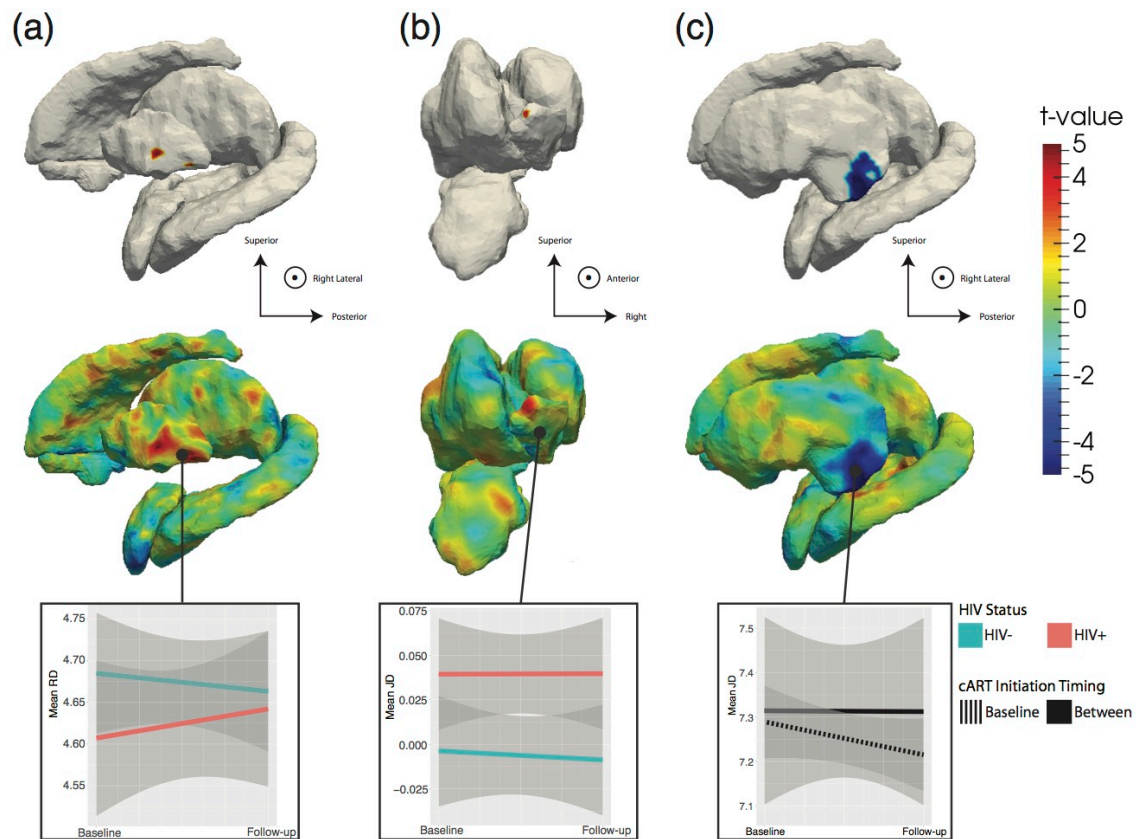 (a)
(b)
(c)
t-value
5
4
2
0
-2
-4
-5
Superior
Right Lateral
Posterior
Superior
Anterior
Right
Superior
Right Lateral
Posterior
Mean RD
4.75
4.70
4.65
4.60
4.55
Baseline
Follow-up
Mean JD
0.075
0.050
0.025
0.000
-0.025
Baseline
Follow-up
Mean JD
7.5
7.4
7.3
7.2
7.1
Baseline
Follow-up
HIV Status
HIV-
HIV+
cART Initiation Timing
Baseline
Between